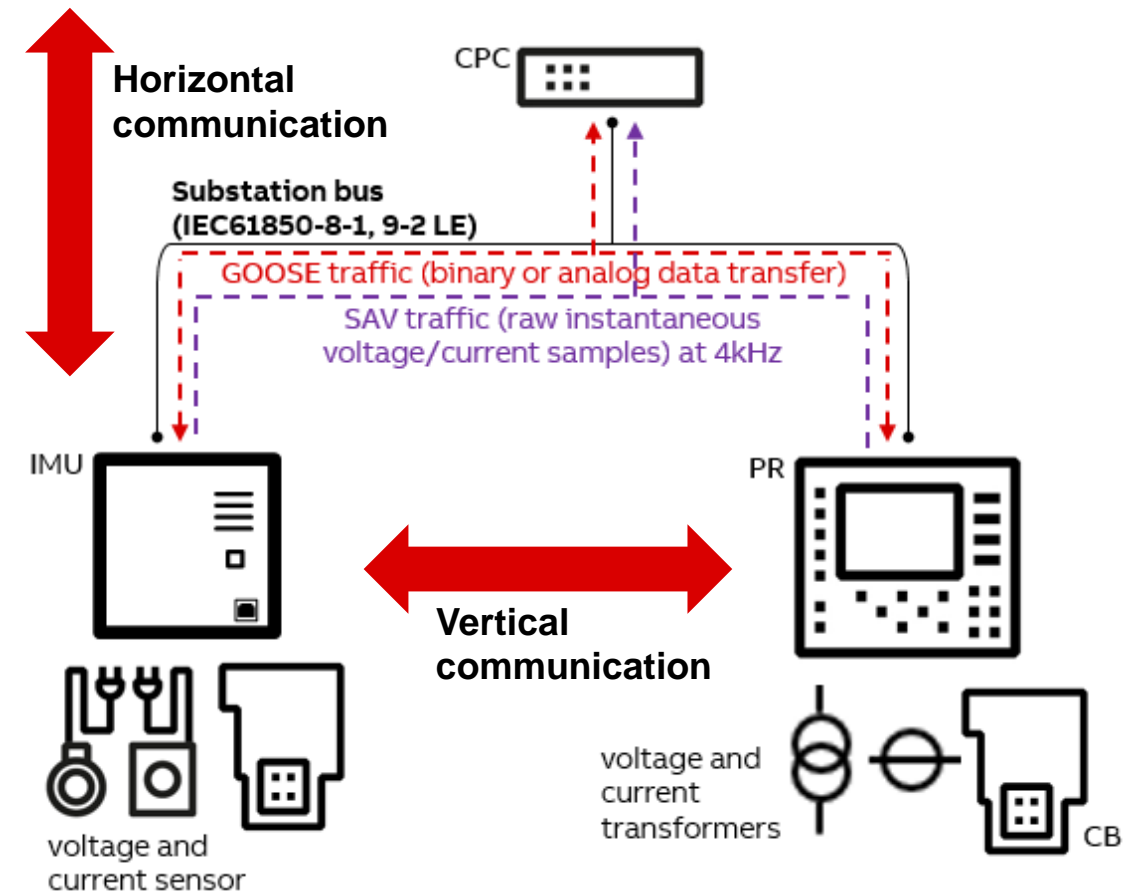 Horizontal
communication
CPC
Substation bus
(IEC61850-8-1, 9-2 LE)
GOOSE traffic (binary or analog data transfer)
SAV traffic (raw instantaneous
voltage/current samples) at 4kHz
IMU
PR
Vertical
communication
voltage and
current sensor
voltage and
current
transformers
CB